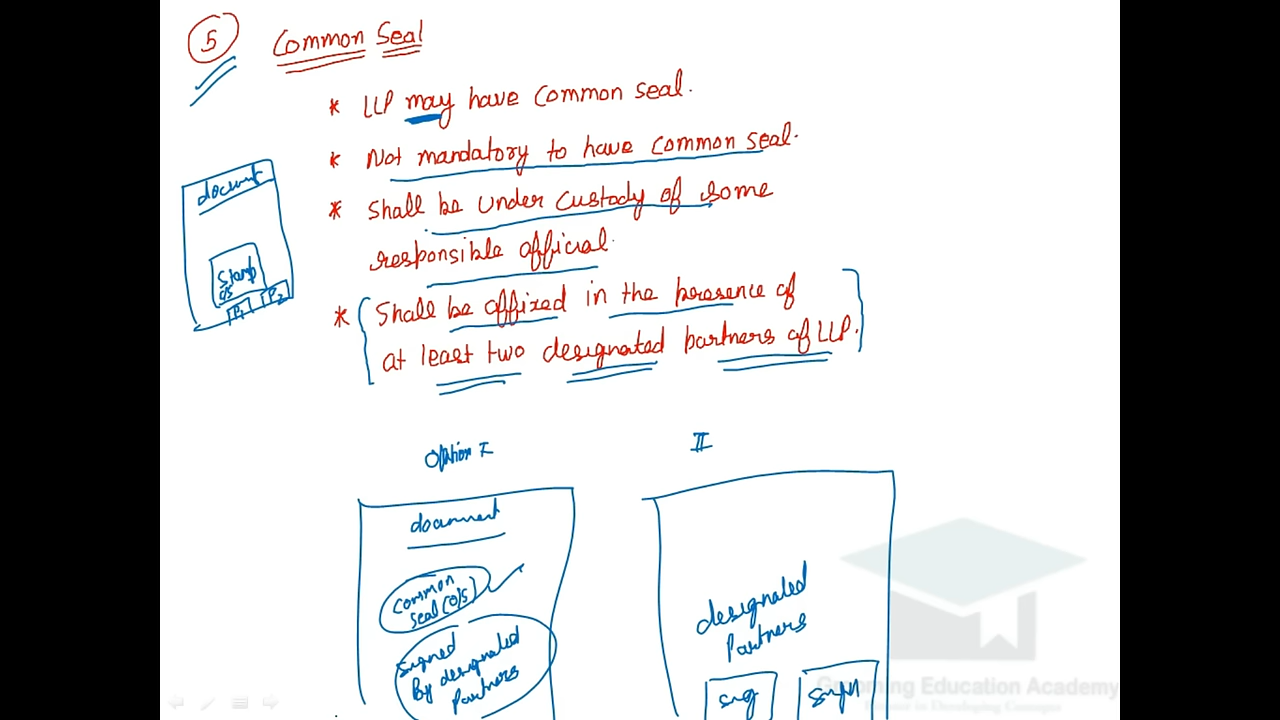 5 Common Seal
* LLP may have common seal.
* Not mandatory to have common seal.
* Shall be under custody of some
responsible official.
* Shall be affixed in the presence of
at least two designated partners of LLP.
document
Stamp
P1 P2
Option I
II
document
common
seal (o/s)
signed
By designated
Partners
designated
Partners
sig
Grooming Education Academy